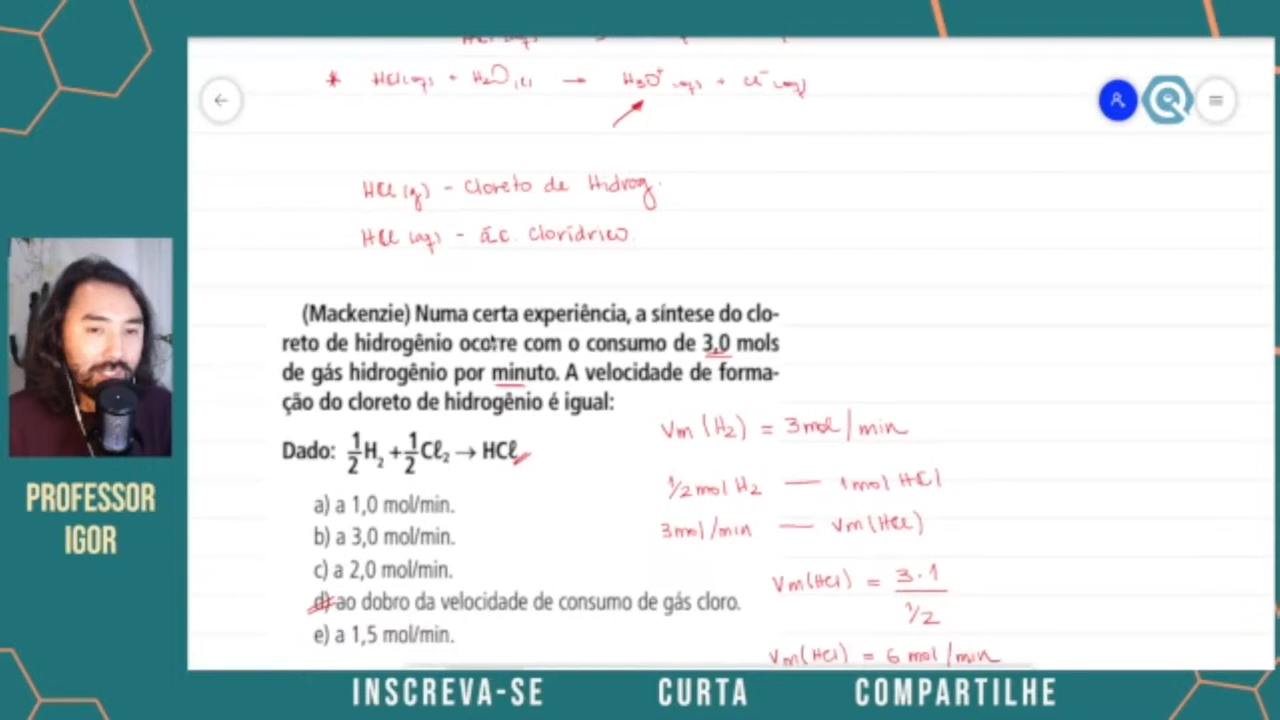 * HCl(aq) + H₂O(l) → H₃O⁺(aq) + Cl⁻(aq)
HCl (g) - Cloreto de Hidrog.
HCl (aq) - ác. Clorídrico.
(Mackenzie) Numa certa experiência, a síntese do clo-
reto de hidrogênio ocorre com o consumo de 3,0 mols
de gás hidrogênio por minuto. A velocidade de forma-
ção do cloreto de hidrogênio é igual:
Dado: 1/2 H₂ + 1/2 Cℓ₂ → HCℓ
a) a 1,0 mol/min.
b) a 3,0 mol/min.
c) a 2,0 mol/min.
d) ao dobro da velocidade de consumo de gás cloro.
e) a 1,5 mol/min.
Vm (H₂) = 3 mol/min
1/2 mol H₂ — 1 mol HCl
3 mol/min — Vm (HCl)
Vm (HCl) = 3·1
1/2
Vm (HCl) = 6 mol/min
PROFESSOR
IGOR
INSCREVA-SE CURTA COMPARTILHE